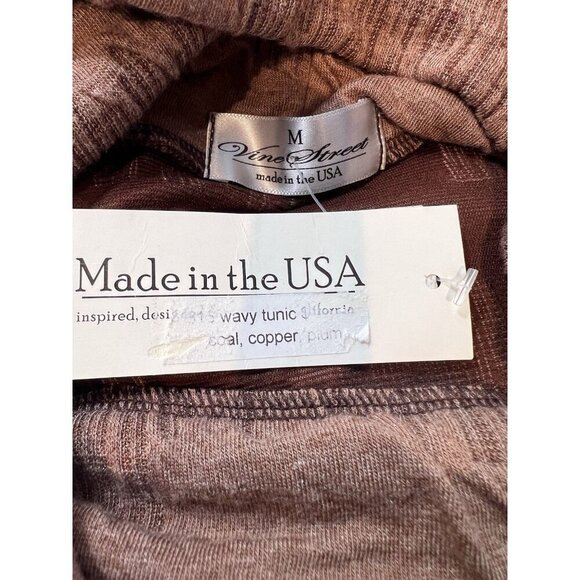 M
Vine Street
made in the USA
Made in the USA
inspired, desi
wavy tunic
coal, copper, plum